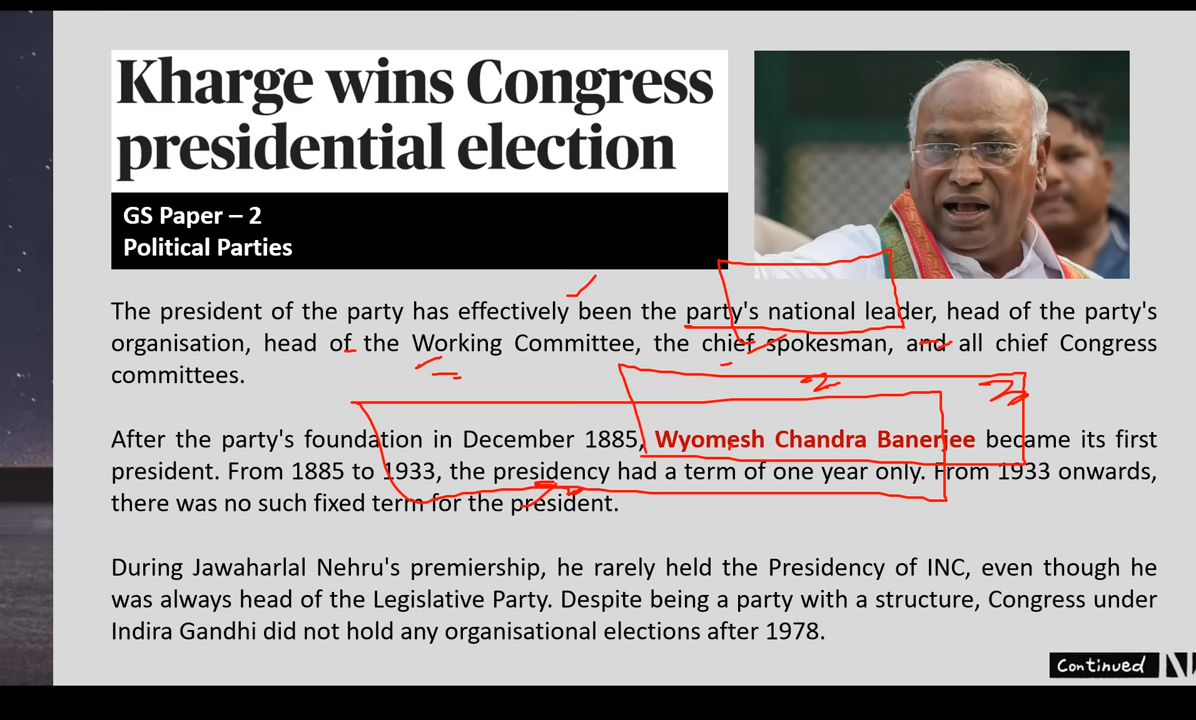 Kharge wins Congress
presidential election
GS Paper – 2
Political Parties
The president of the party has effectively been the party's national leader, head of the party's
organisation, head of the Working Committee, the chief spokesman, and all chief Congress
committees.
After the party's foundation in December 1885, Wyomesh Chandra Banerjee became its first
president. From 1885 to 1933, the presidency had a term of one year only. From 1933 onwards,
there was no such fixed term for the president.
During Jawaharlal Nehru's premiership, he rarely held the Presidency of INC, even though he
was always head of the Legislative Party. Despite being a party with a structure, Congress under
Indira Gandhi did not hold any organisational elections after 1978.
Continued